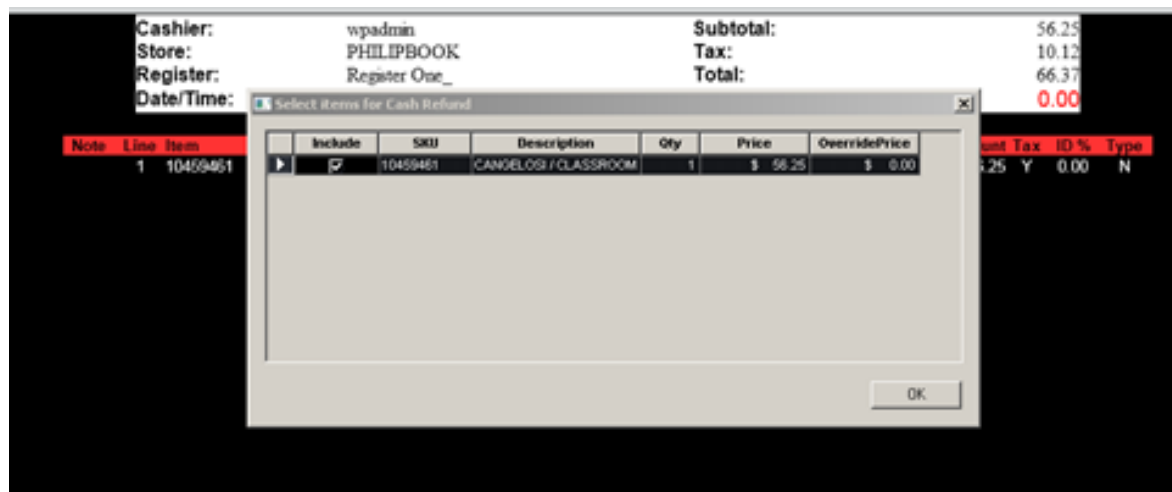 Cashier: wpadmin Subtotal: 56.25
Store: PHILIPBOOK Tax: 10.12
Register: Register One_ Total: 66.37
Date/Time: 0.00
Select items for Cash Refund
Include SKU Description Qty Price OverridePrice
10459461 CANGELOSI / CLASSROOM 1 $ 56.25 $ 0.00
Note Line Item unt Tax ID % Type
1 10459461 .25 Y 0.00 N
OK